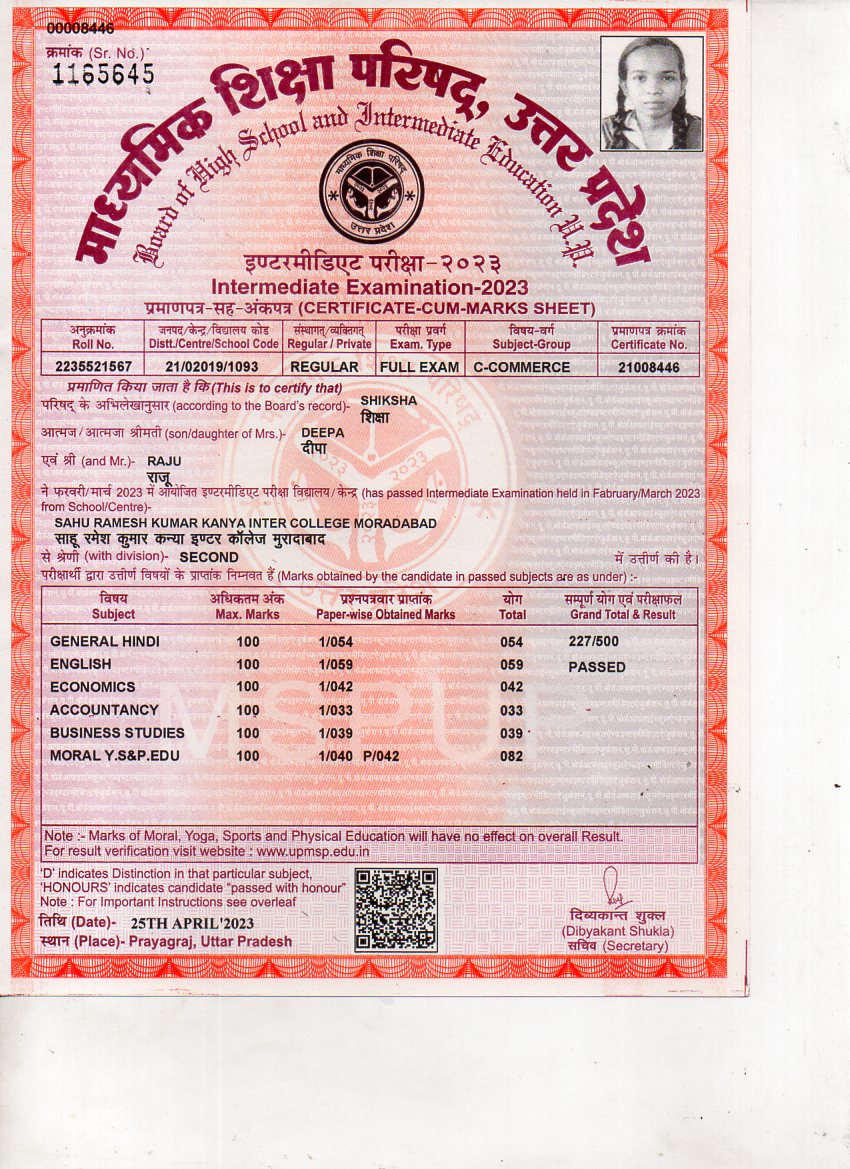 00008446
क्रमांक (Sr. No.)
1165645
माध्यमिक शिक्षा परिषद्, उत्तर प्रदेश
Board of High School and Intermediate Education U.P.
माध्यमिक शिक्षा परिषद
उत्तर प्रदेश
इण्टरमीडिएट परीक्षा-२०२३
Intermediate Examination-2023
प्रमाणपत्र-सह-अंकपत्र (CERTIFICATE-CUM-MARKS SHEET)
अनुक्रमांक जनपद/केन्द्र/विद्यालय कोड संस्थागत/व्यक्तिगत परीक्षा प्रवर्ग विषय-वर्ग प्रमाणपत्र क्रमांक
Roll No. Distt./Centre/School Code Regular / Private Exam. Type Subject-Group Certificate No.
2235521567 21/02019/1093 REGULAR FULL EXAM C-COMMERCE 21008446
प्रमाणित किया जाता है कि (This is to certify that)
परिषद् के अभिलेखानुसार (according to the Board's record)- SHIKSHA
शिक्षा
आत्मज/आत्मजा श्रीमती (son/daughter of Mrs.)- DEEPA
दीपा
एवं श्री (and Mr.)- RAJU
राजू
ने फरवरी/मार्च 2023 में आयोजित इण्टरमीडिएट परीक्षा विद्यालय/केन्द्र (has passed Intermediate Examination held in Fabruary/March 2023
from School/Centre)-
SAHU RAMESH KUMAR KANYA INTER COLLEGE MORADABAD
साहू रमेश कुमार कन्या इण्टर कॉलेज मुरादाबाद
से श्रेणी (with division)- SECOND में उत्तीर्ण की है।
परीक्षार्थी द्वारा उत्तीर्ण विषयों के प्राप्तांक निम्नवत हैं (Marks obtained by the candidate in passed subjects are as under) :-
विषय अधिकतम अंक प्रश्नपत्रवार प्राप्तांक योग सम्पूर्ण योग एवं परीक्षाफल
Subject Max. Marks Paper-wise Obtained Marks Total Grand Total & Result
GENERAL HINDI 100 1/054 054 227/500
ENGLISH 100 1/059 059 PASSED
ECONOMICS 100 1/042 042
ACCOUNTANCY 100 1/033 033
BUSINESS STUDIES 100 1/039 039
MORAL Y.S&P.EDU 100 1/040 P/042 082
Note :- Marks of Moral, Yoga, Sports and Physical Education will have no effect on overall Result.
For result verification visit website : www.upmsp.edu.in
'D' indicates Distinction in that particular subject,
'HONOURS' indicates candidate "passed with honour"
Note : For Important Instructions see overleaf
तिथि (Date)- 25TH APRIL'2023
स्थान (Place)- Prayagraj, Uttar Pradesh
दिव्यकान्त शुक्ल
(Dibyakant Shukla)
सचिव (Secretary)